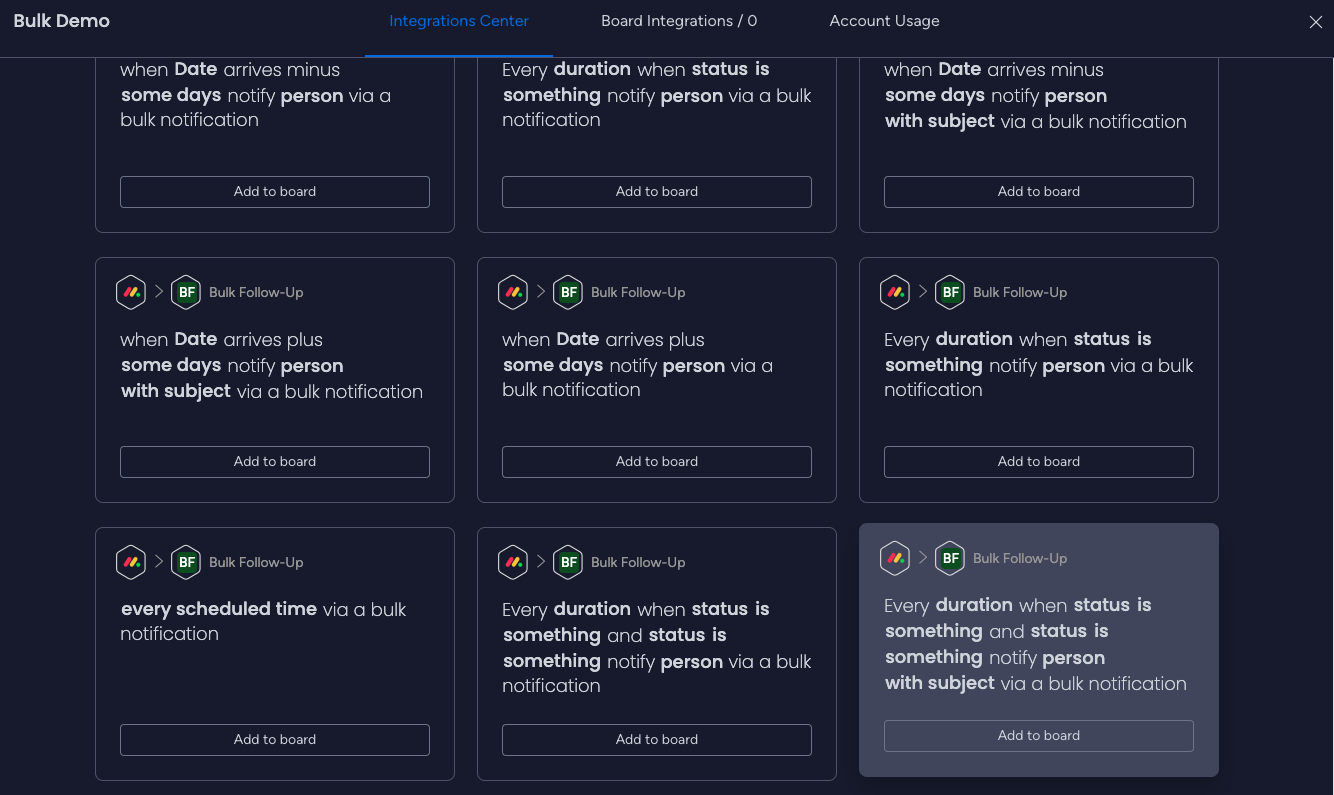 Bulk Demo
Integrations Center
Board Integrations / 0
Account Usage
when Date arrives minus
some days notify person via a
bulk notification
Add to board
Every duration when status is
something notify person via a bulk
notification
Add to board
when Date arrives minus
some days notify person
with subject via a bulk notification
Add to board
BF Bulk Follow-Up
when Date arrives plus
some days notify person
with subject via a bulk notification
Add to board
BF Bulk Follow-Up
when Date arrives plus
some days notify person via a
bulk notification
Add to board
BF Bulk Follow-Up
Every duration when status is
something notify person via a bulk
notification
Add to board
BF Bulk Follow-Up
every scheduled time via a bulk
notification
Add to board
BF Bulk Follow-Up
Every duration when status is
something and status is
something notify person via a bulk
notification
Add to board
BF Bulk Follow-Up
Every duration when status is
something and status is
something notify person
with subject via a bulk notification
Add to board